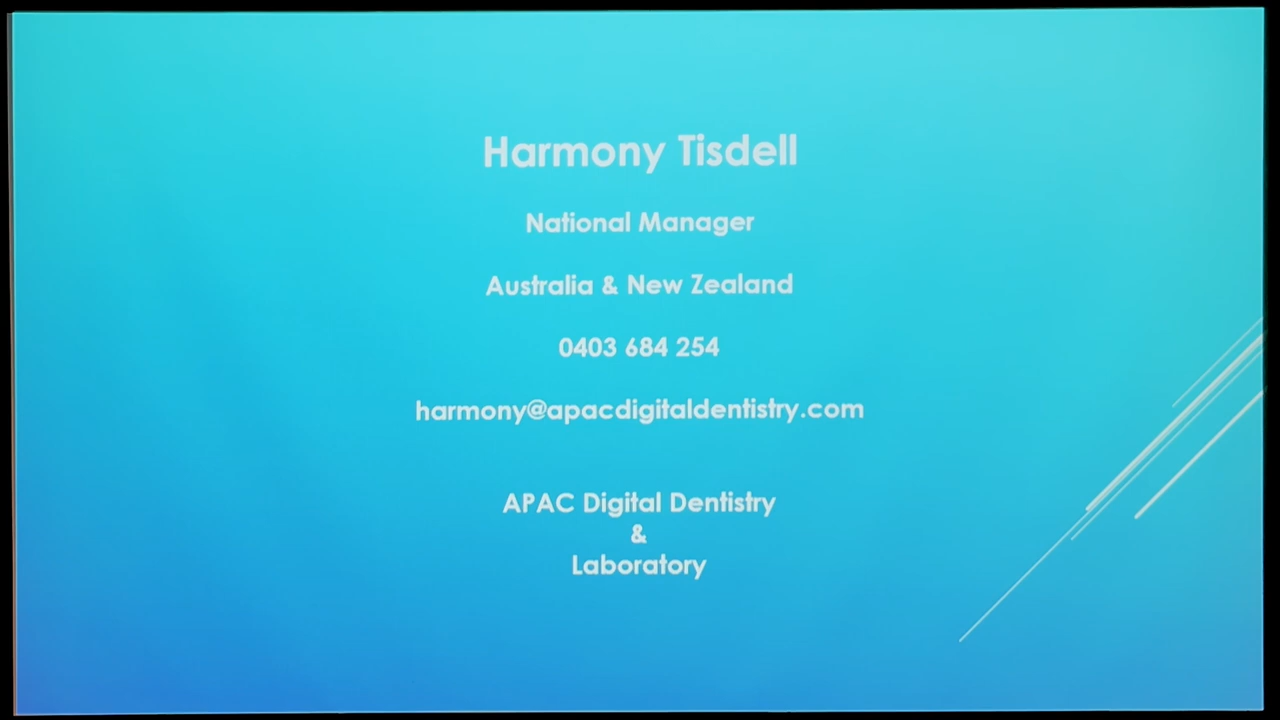 Harmony Tisdell
National Manager
Australia & New Zealand
0403 684 254
harmony@apacdigitaldentistry.com
APAC Digital Dentistry
&
Laboratory